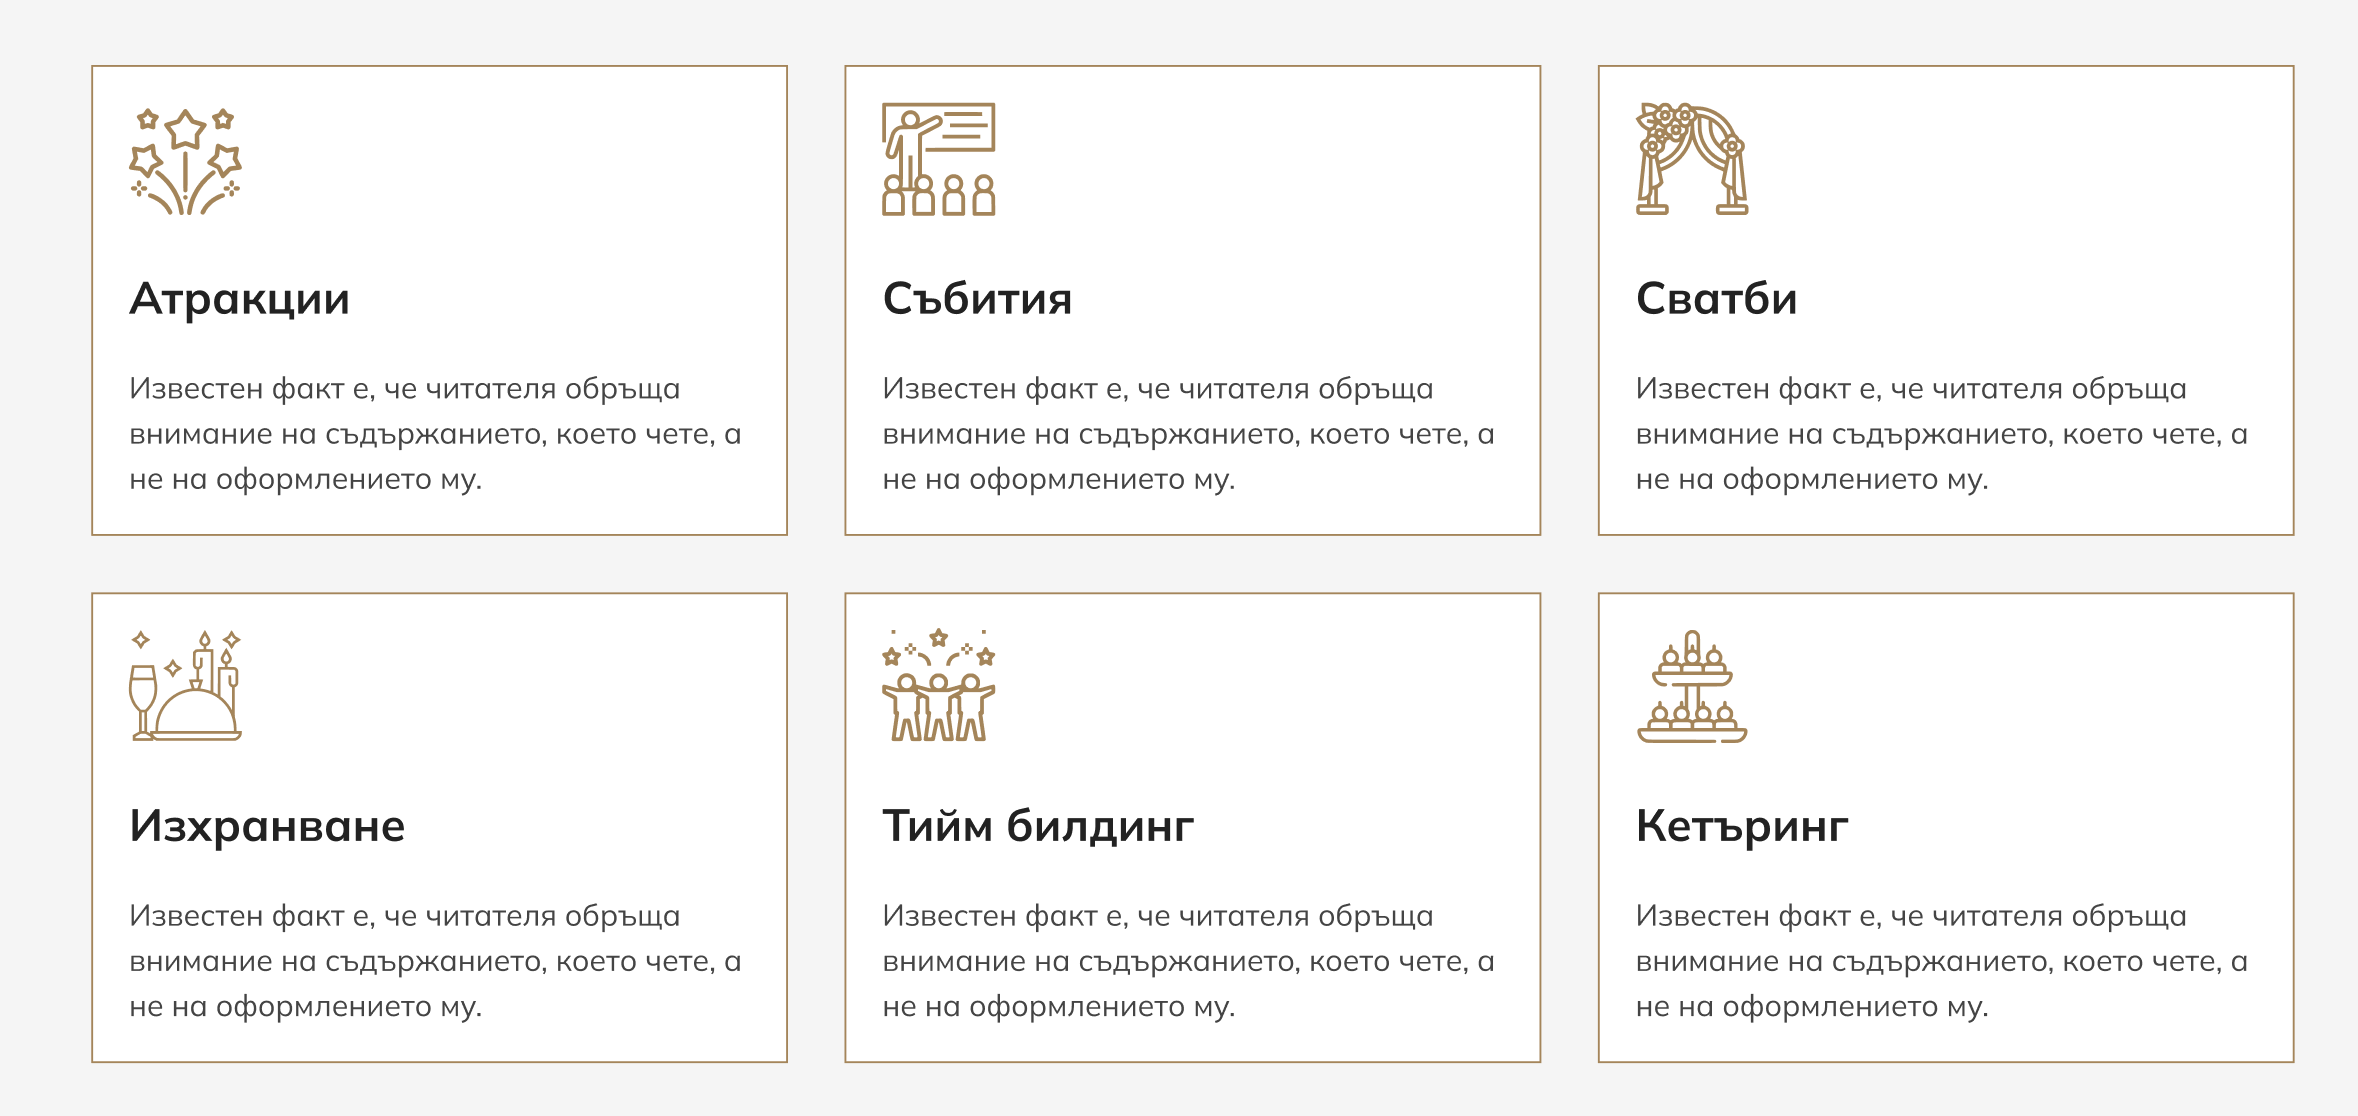 Атракции
Известен факт е, че читателя обръща
внимание на съдържанието, което чете, а
не на оформлението му.
Събития
Известен факт е, че читателя обръща
внимание на съдържанието, което чете, а
не на оформлението му.
Сватби
Известен факт е, че читателя обръща
внимание на съдържанието, което чете, а
не на оформлението му.
Изхранване
Известен факт е, че читателя обръща
внимание на съдържанието, което чете, а
не на оформлението му.
Тийм билдинг
Известен факт е, че читателя обръща
внимание на съдържанието, което чете, а
не на оформлението му.
Кетъринг
Известен факт е, че читателя обръща
внимание на съдържанието, което чете, а
не на оформлението му.